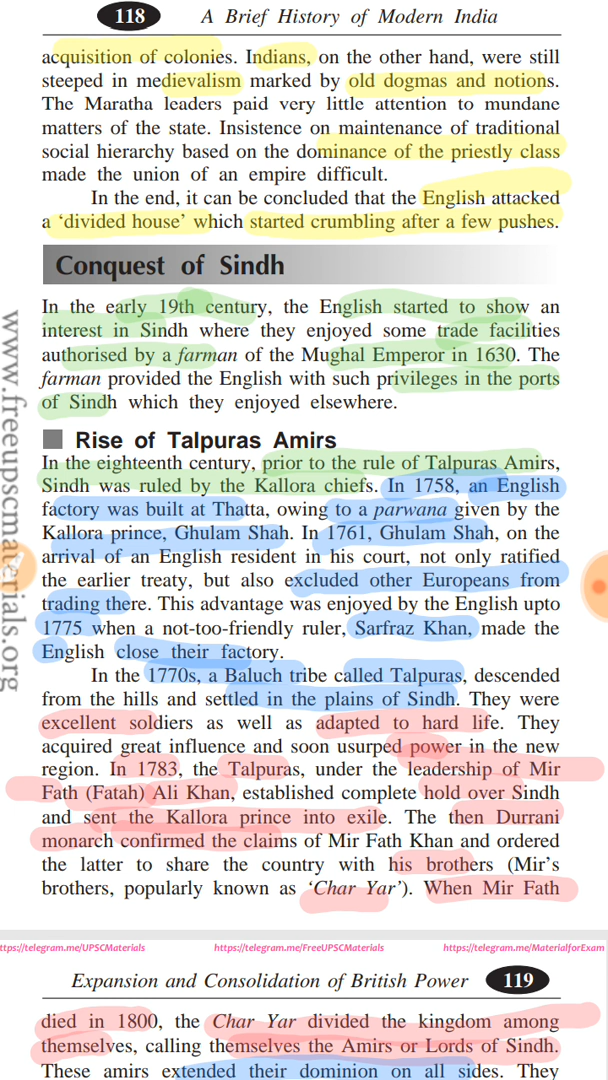 118 A Brief History of Modern India
acquisition of colonies. Indians, on the other hand, were still
steeped in medievalism marked by old dogmas and notions.
The Maratha leaders paid very little attention to mundane
matters of the state. Insistence on maintenance of traditional
social hierarchy based on the dominance of the priestly class
made the union of an empire difficult.
In the end, it can be concluded that the English attacked
a ‘divided house’ which started crumbling after a few pushes.
Conquest of Sindh
In the early 19th century, the English started to show an
interest in Sindh where they enjoyed some trade facilities
authorised by a farman of the Mughal Emperor in 1630. The
farman provided the English with such privileges in the ports
of Sindh which they enjoyed elsewhere.
Rise of Talpuras Amirs
In the eighteenth century, prior to the rule of Talpuras Amirs,
Sindh was ruled by the Kallora chiefs. In 1758, an English
factory was built at Thatta, owing to a parwana given by the
Kallora prince, Ghulam Shah. In 1761, Ghulam Shah, on the
arrival of an English resident in his court, not only ratified
the earlier treaty, but also excluded other Europeans from
trading there. This advantage was enjoyed by the English upto
1775 when a not-too-friendly ruler, Sarfraz Khan, made the
English close their factory.
In the 1770s, a Baluch tribe called Talpuras, descended
from the hills and settled in the plains of Sindh. They were
excellent soldiers as well as adapted to hard life. They
acquired great influence and soon usurped power in the new
region. In 1783, the Talpuras, under the leadership of Mir
Fath (Fatah) Ali Khan, established complete hold over Sindh
and sent the Kallora prince into exile. The then Durrani
monarch confirmed the claims of Mir Fath Khan and ordered
the latter to share the country with his brothers (Mir’s
brothers, popularly known as ‘Char Yar’). When Mir Fath
ttps://telegram.me/UPSCMaterials https://telegram.me/FreeUPSCMaterials https://telegram.me/MaterialforExam
Expansion and Consolidation of British Power 119
died in 1800, the Char Yar divided the kingdom among
themselves, calling themselves the Amirs or Lords of Sindh.
These amirs extended their dominion on all sides. They
www.freeupscmaterials.org